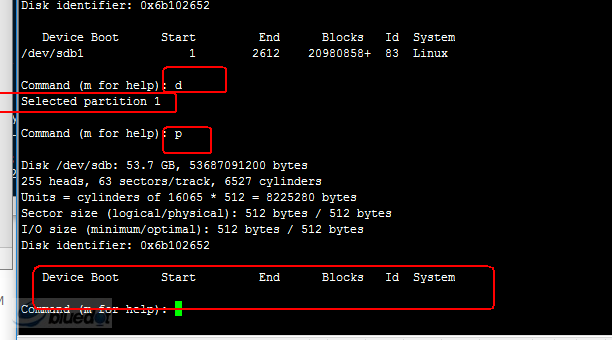 Disk identifier: 0x6b102652
Device Boot Start End Blocks Id System
/dev/sdb1 1 2612 20980858+ 83 Linux
Command (m for help): d
Selected partition 1
Command (m for help): p
Disk /dev/sdb: 53.7 GB, 53687091200 bytes
255 heads, 63 sectors/track, 6527 cylinders
Units = cylinders of 16065 * 512 = 8225280 bytes
Sector size (logical/physical): 512 bytes / 512 bytes
I/O size (minimum/optimal): 512 bytes / 512 bytes
Disk identifier: 0x6b102652
Device Boot Start End Blocks Id System
Command (m for help):